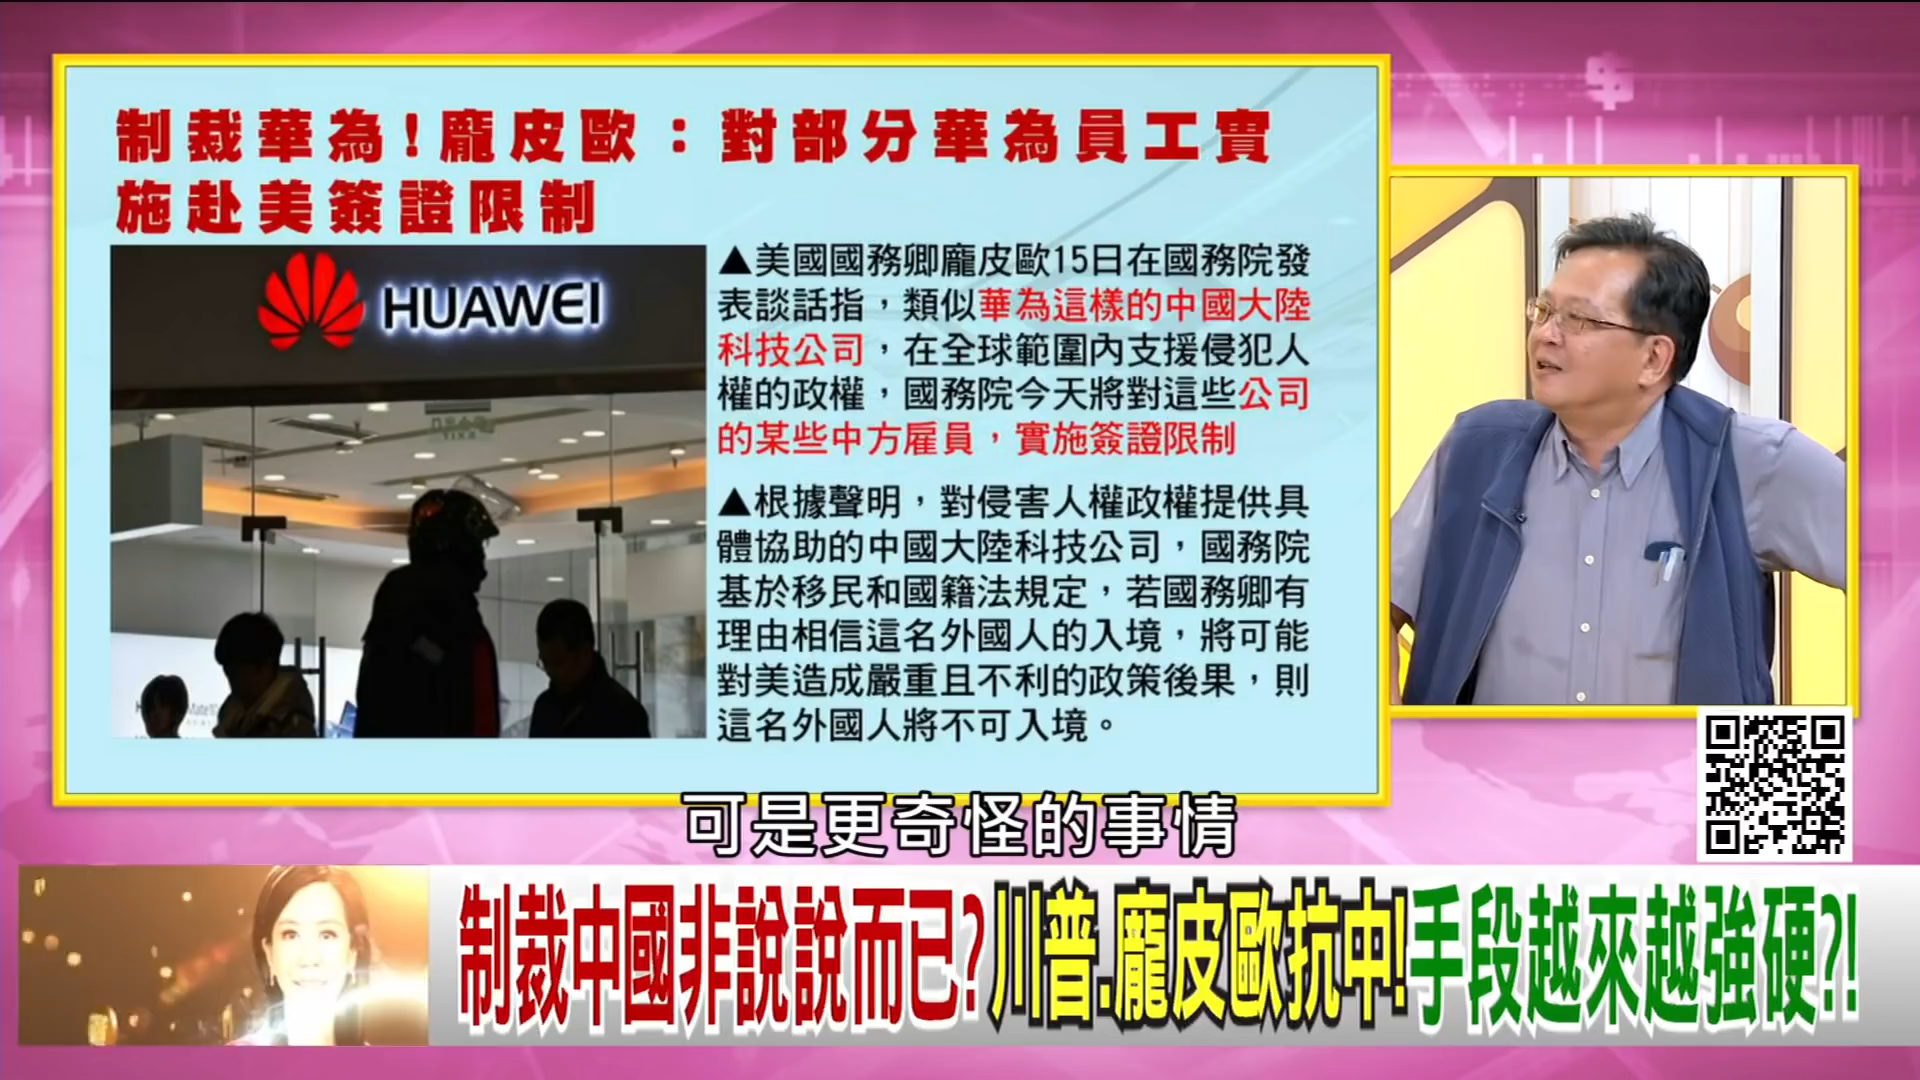 制裁華為!龐皮歐：對部分華為員工實
施赴美簽證限制
HUAWEI
▲美國國務卿龐皮歐15日在國務院發
表談話指，類似華為這樣的中國大陸
科技公司，在全球範圍內支援侵犯人
權的政權，國務院今天將對這些公司
的某些中方雇員，實施簽證限制
▲根據聲明，對侵害人權政權提供具
體協助的中國大陸科技公司，國務院
基於移民和國籍法規定，若國務卿有
理由相信這名外國人的入境，將可能
對美造成嚴重且不利的政策後果，則
這名外國人將不可入境。
可是更奇怪的事情
制裁中國非說說而已?川普.龐皮歐抗中!手段越來越強硬?!